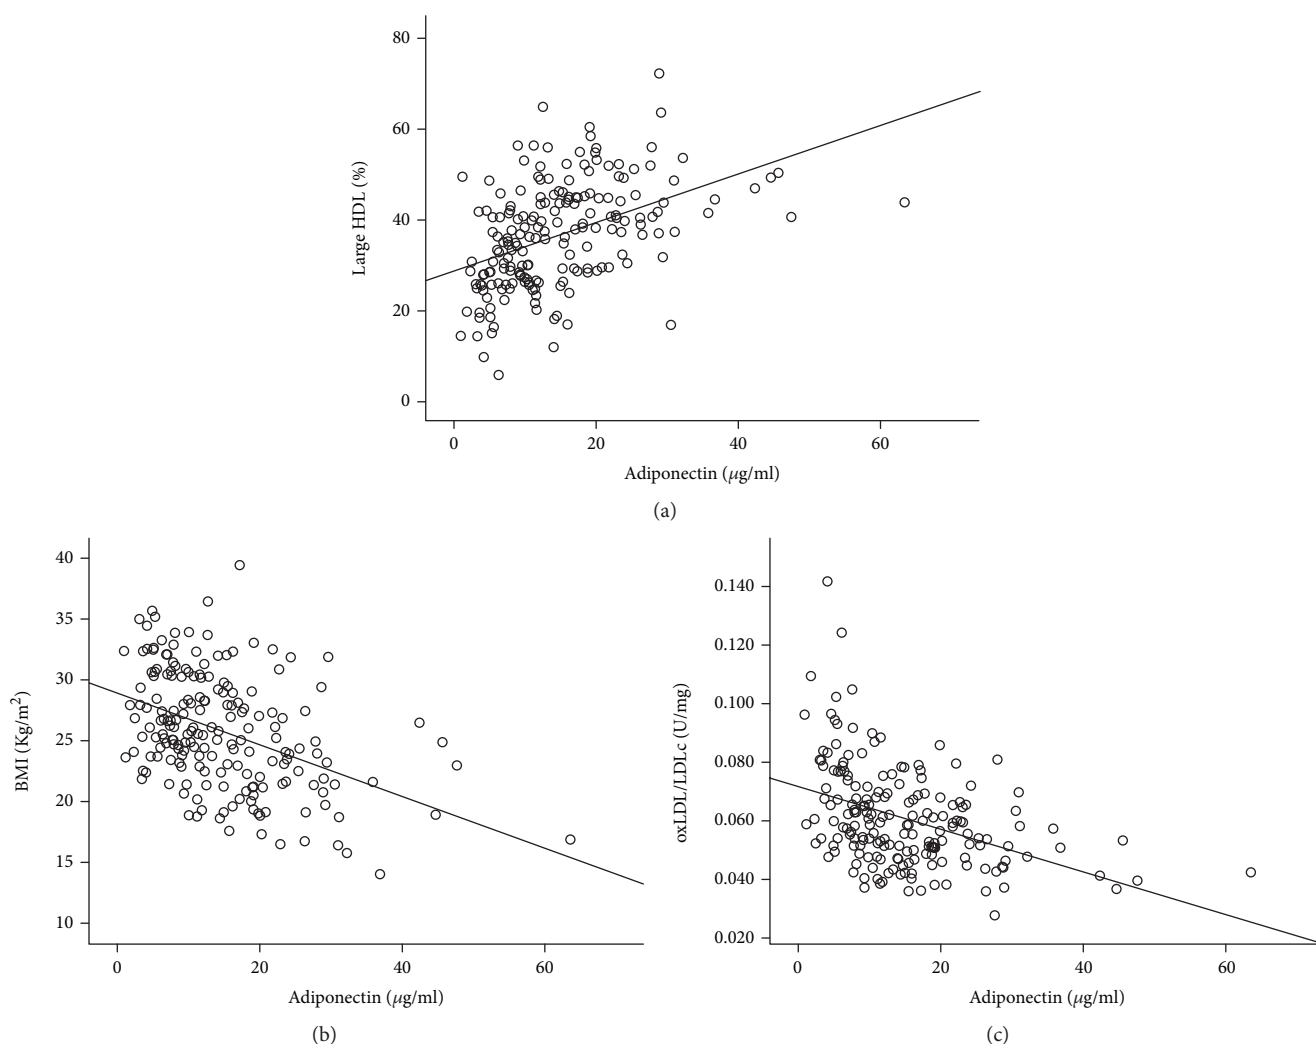 80
60
40
20
0
Large HDL (%)
0 20 40 60
Adiponectin (μg/ml)
(a)
40
35
30
25
20
15
10
BMI (Kg/m²)
0 20 40 60
Adiponectin (μg/ml)
(b)
0.140
0.120
0.100
0.080
0.060
0.040
0.020
oxLDL/LDLc (U/mg)
0 20 40 60
Adiponectin (μg/ml)
(c)